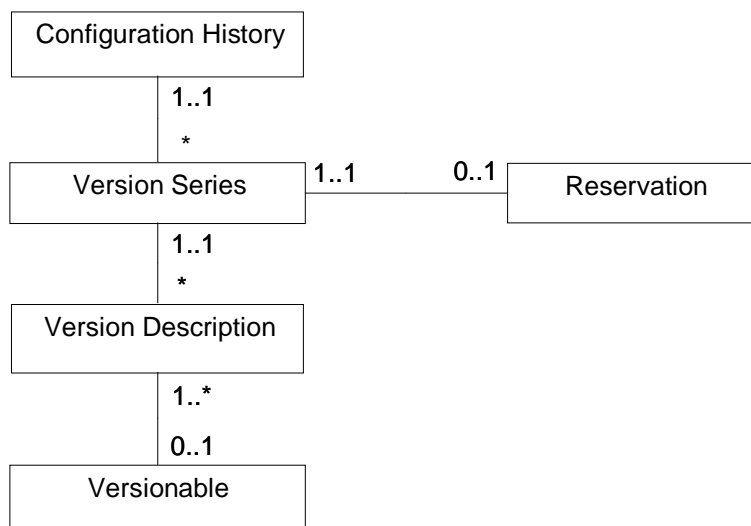 Configuration History
1..1
*
Version Series
1..1
0..1
Reservation
1..1
*
Version Description
1..*
0..1
Versionable